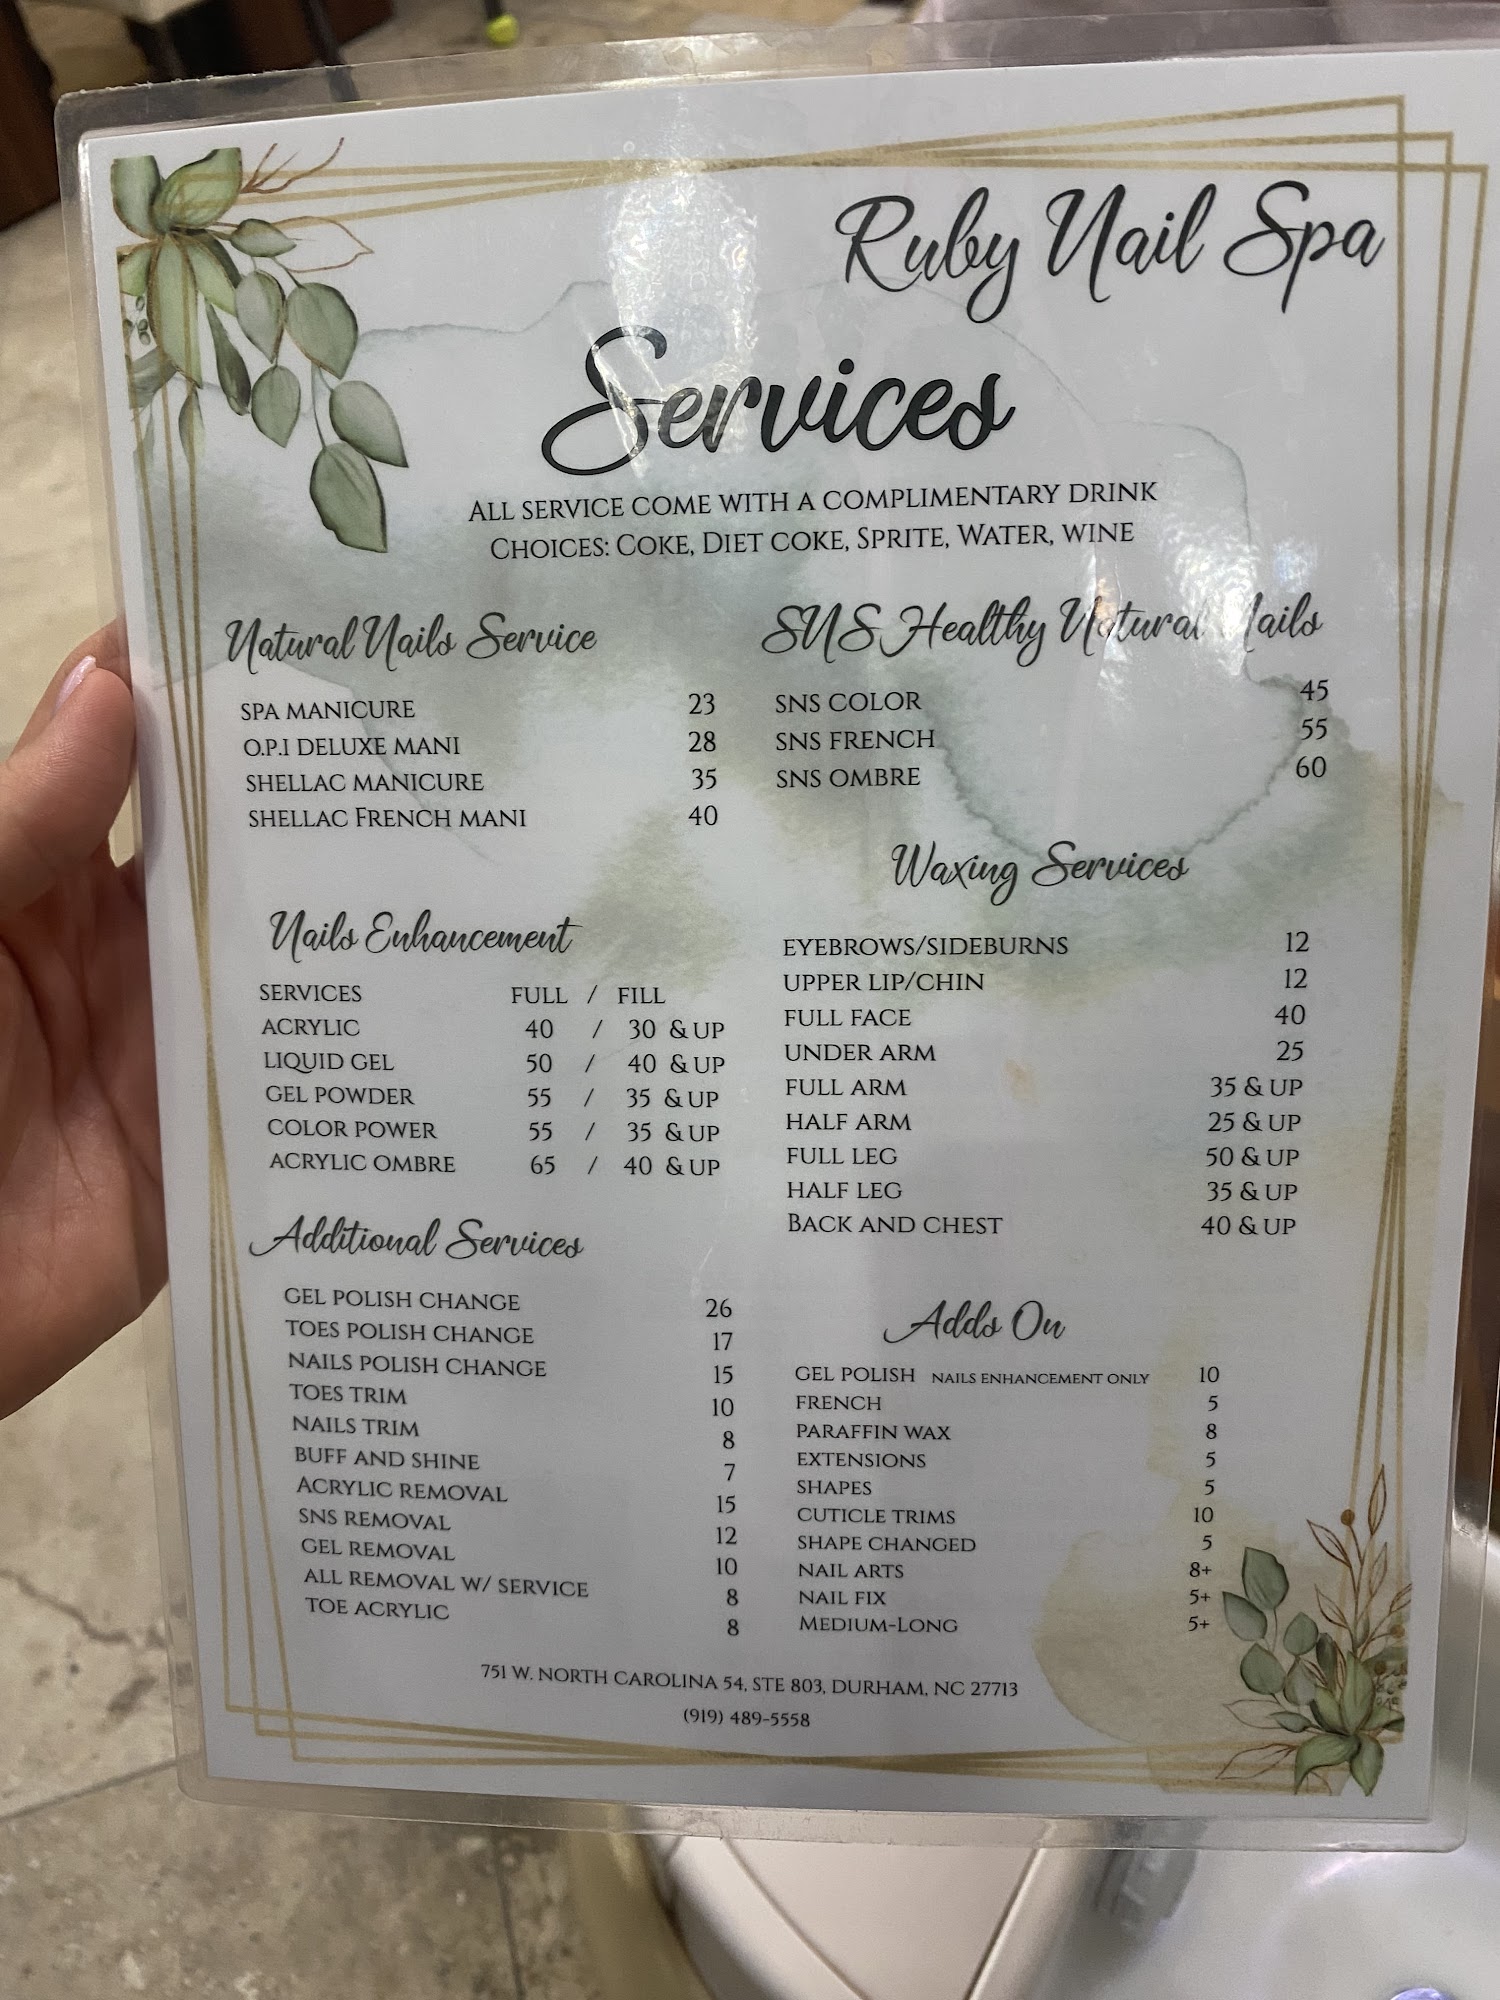 Ruby Nail Spa
Services
ALL SERVICE COME WITH A COMPLIMENTARY DRINK
CHOICES: COKE, DIET COKE, SPRITE, WATER, WINE
Natural Nails Service
SPA MANICURE 23
O.P.I DELUXE MANI 28
SHELLAC MANICURE 35
SHELLAC FRENCH MANI 40
Nails Enhancement
SERVICES FULL / FILL
ACRYLIC 40 / 30 & UP
LIQUID GEL 50 / 40 & UP
GEL POWDER 55 / 35 & UP
COLOR POWER 55 / 35 & UP
ACRYLIC OMBRE 65 / 40 & UP
Additional Services
GEL POLISH CHANGE 26
TOES POLISH CHANGE 17
NAILS POLISH CHANGE 15
TOES TRIM 10
NAILS TRIM 8
BUFF AND SHINE 7
ACRYLIC REMOVAL 15
SNS REMOVAL 12
GEL REMOVAL 10
ALL REMOVAL W/ SERVICE 8
TOE ACRYLIC 8
SNS Healthy Natural Nails
SNS COLOR 45
SNS FRENCH 55
SNS OMBRE 60
Waxing Services
EYEBROWS/SIDEBURNS 12
UPPER LIP/CHIN 12
FULL FACE 40
UNDER ARM 25
FULL ARM 35 & UP
HALF ARM 25 & UP
FULL LEG 50 & UP
HALF LEG 35 & UP
BACK AND CHEST 40 & UP
Adds On
GEL POLISH NAILS ENHANCEMENT ONLY 10
FRENCH 5
PARAFFIN WAX 8
EXTENSIONS 5
SHAPES 5
CUTICLE TRIMS 10
SHAPE CHANGED 5
NAIL ARTS 8+
NAIL FIX 5+
MEDIUM-LONG 5+
751 W. NORTH CAROLINA 54, STE 803, DURHAM, NC 27713
(919) 489-5558